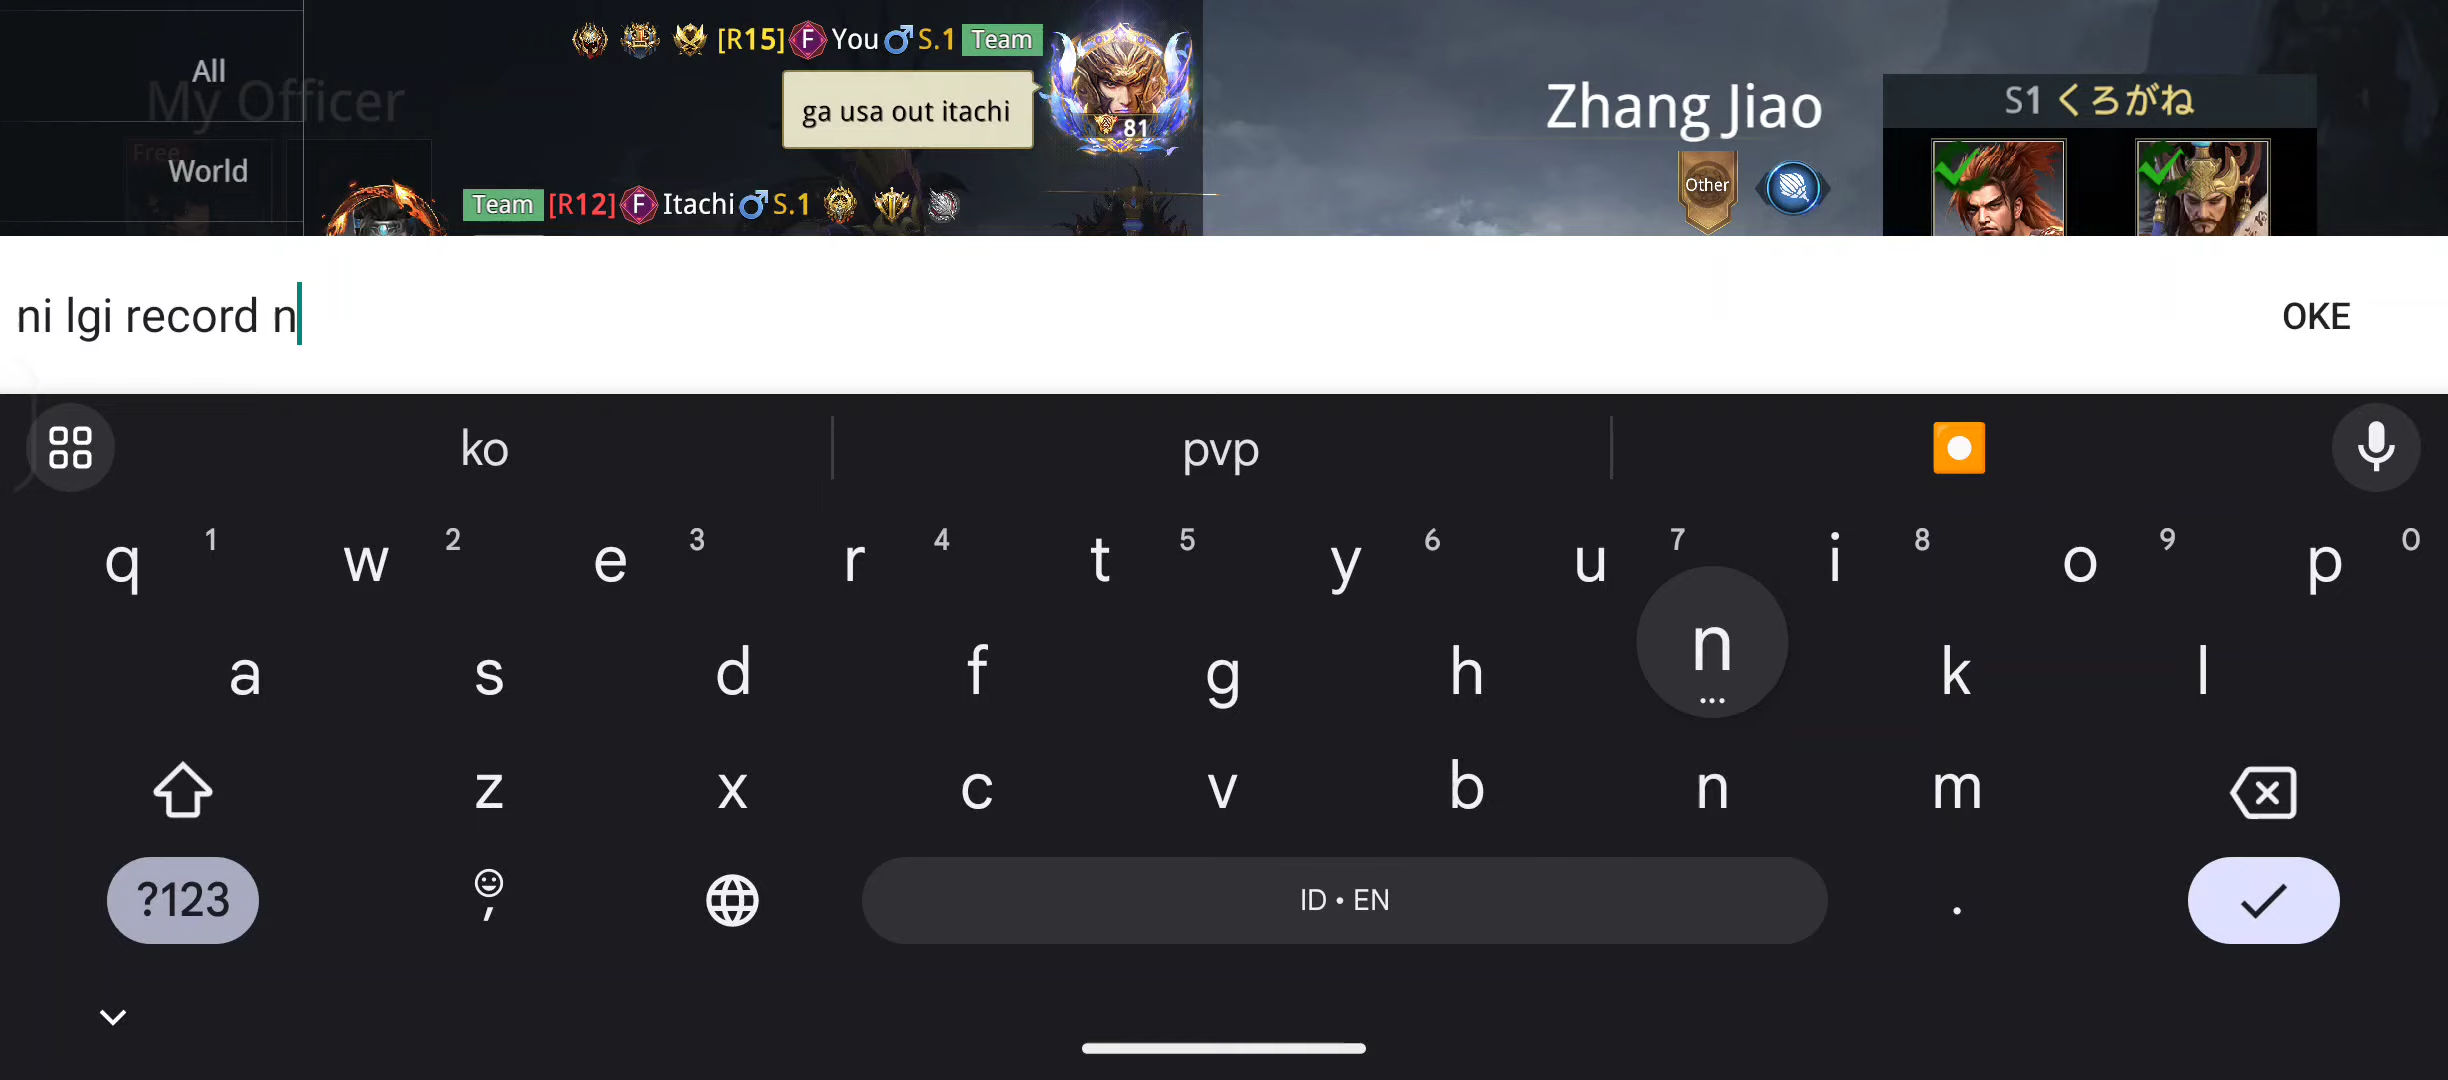 All
My Officer
Free
World
[R15] F You ♂ S.1 Team
ga usa out itachi
81
Team [R12] F Itachi ♂ S.1
Zhang Jiao
Other
S1 くろがね
ni lgi record n
OKE
ko
pvp
q 1 w 2 e 3 r 4 t 5 y 6 u 7 i 8 o 9 p 0
n
...
a s d f g h k l
z x c v b n m
?123 , ID • EN .